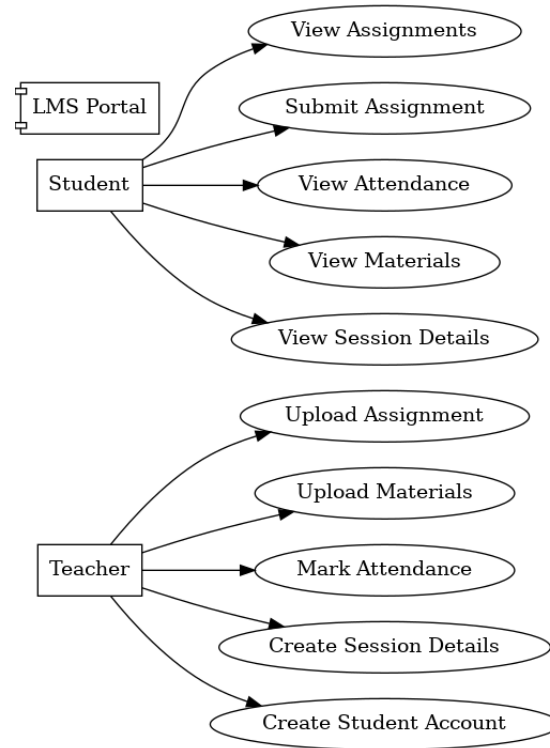 View Assignments
LMS Portal
Submit Assignment
Student
View Attendance
View Materials
View Session Details
Upload Assignment
Upload Materials
Teacher
Mark Attendance
Create Session Details
Create Student Account